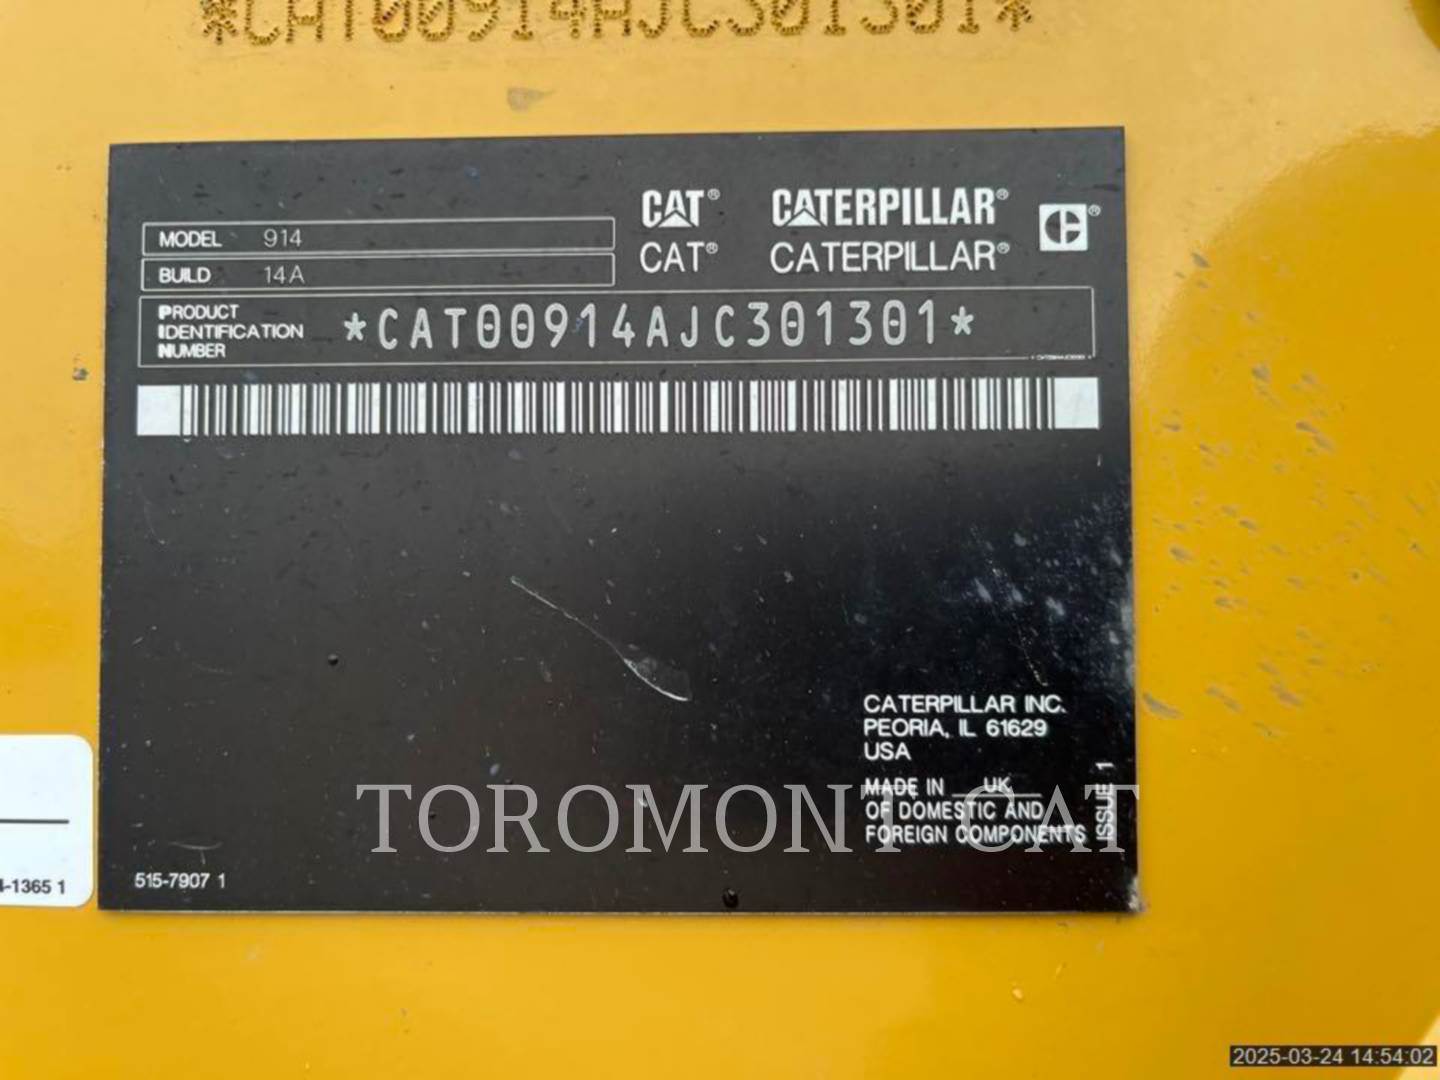 *CAT00914AJC301301*
CAT® CATERPILLAR®
CAT® CATERPILLAR®
MODEL 914
BUILD 14A
PRODUCT
IDENTIFICATION
NUMBER
*CAT00914AJC301301*
CATERPILLAR INC.
PEORIA, IL 61629
USA
MADE IN UK
OF DOMESTIC AND
FOREIGN COMPONENTS
ISSUE 1
TOROMONT CAT
515-7907 1
-1365 1
2025-03-24 14:54:02